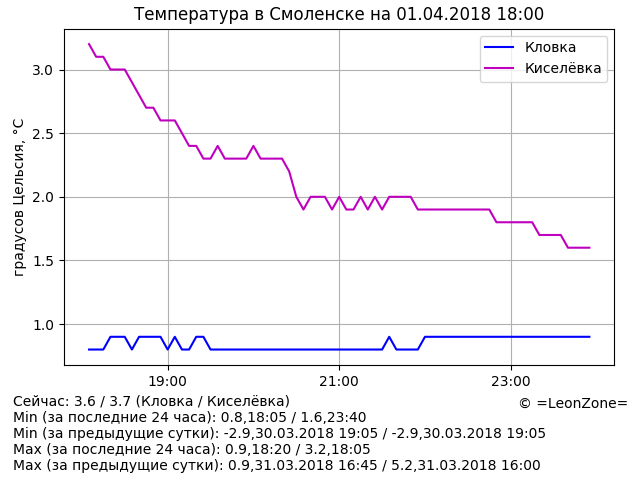 Температура в Смоленске на 01.04.2018 18:00
Кловка
Киселёвка
градусов Цельсия, °C
3.0
2.5
2.0
1.5
1.0
19:00
21:00
23:00
© =LeonZone=
Сейчас: 3.6 / 3.7 (Кловка / Киселёвка)
Min (за последние 24 часа): 0.8,18:05 / 1.6,23:40
Min (за предыдущие сутки): -2.9,30.03.2018 19:05 / -2.9,30.03.2018 19:05
Max (за последние 24 часа): 0.9,18:20 / 3.2,18:05
Max (за предыдущие сутки): 0.9,31.03.2018 16:45 / 5.2,31.03.2018 16:00